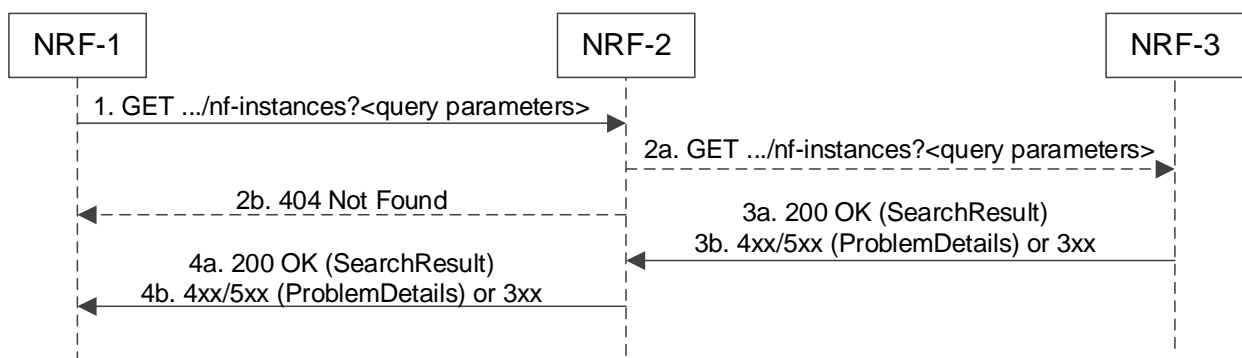 NRF-1
NRF-2
NRF-3
1. GET .../nf-instances?<query parameters>
2a. GET .../nf-instances?<query parameters>
2b. 404 Not Found
3a. 200 OK (SearchResult)
3b. 4xx/5xx (ProblemDetails) or 3xx
4a. 200 OK (SearchResult)
4b. 4xx/5xx (ProblemDetails) or 3xx